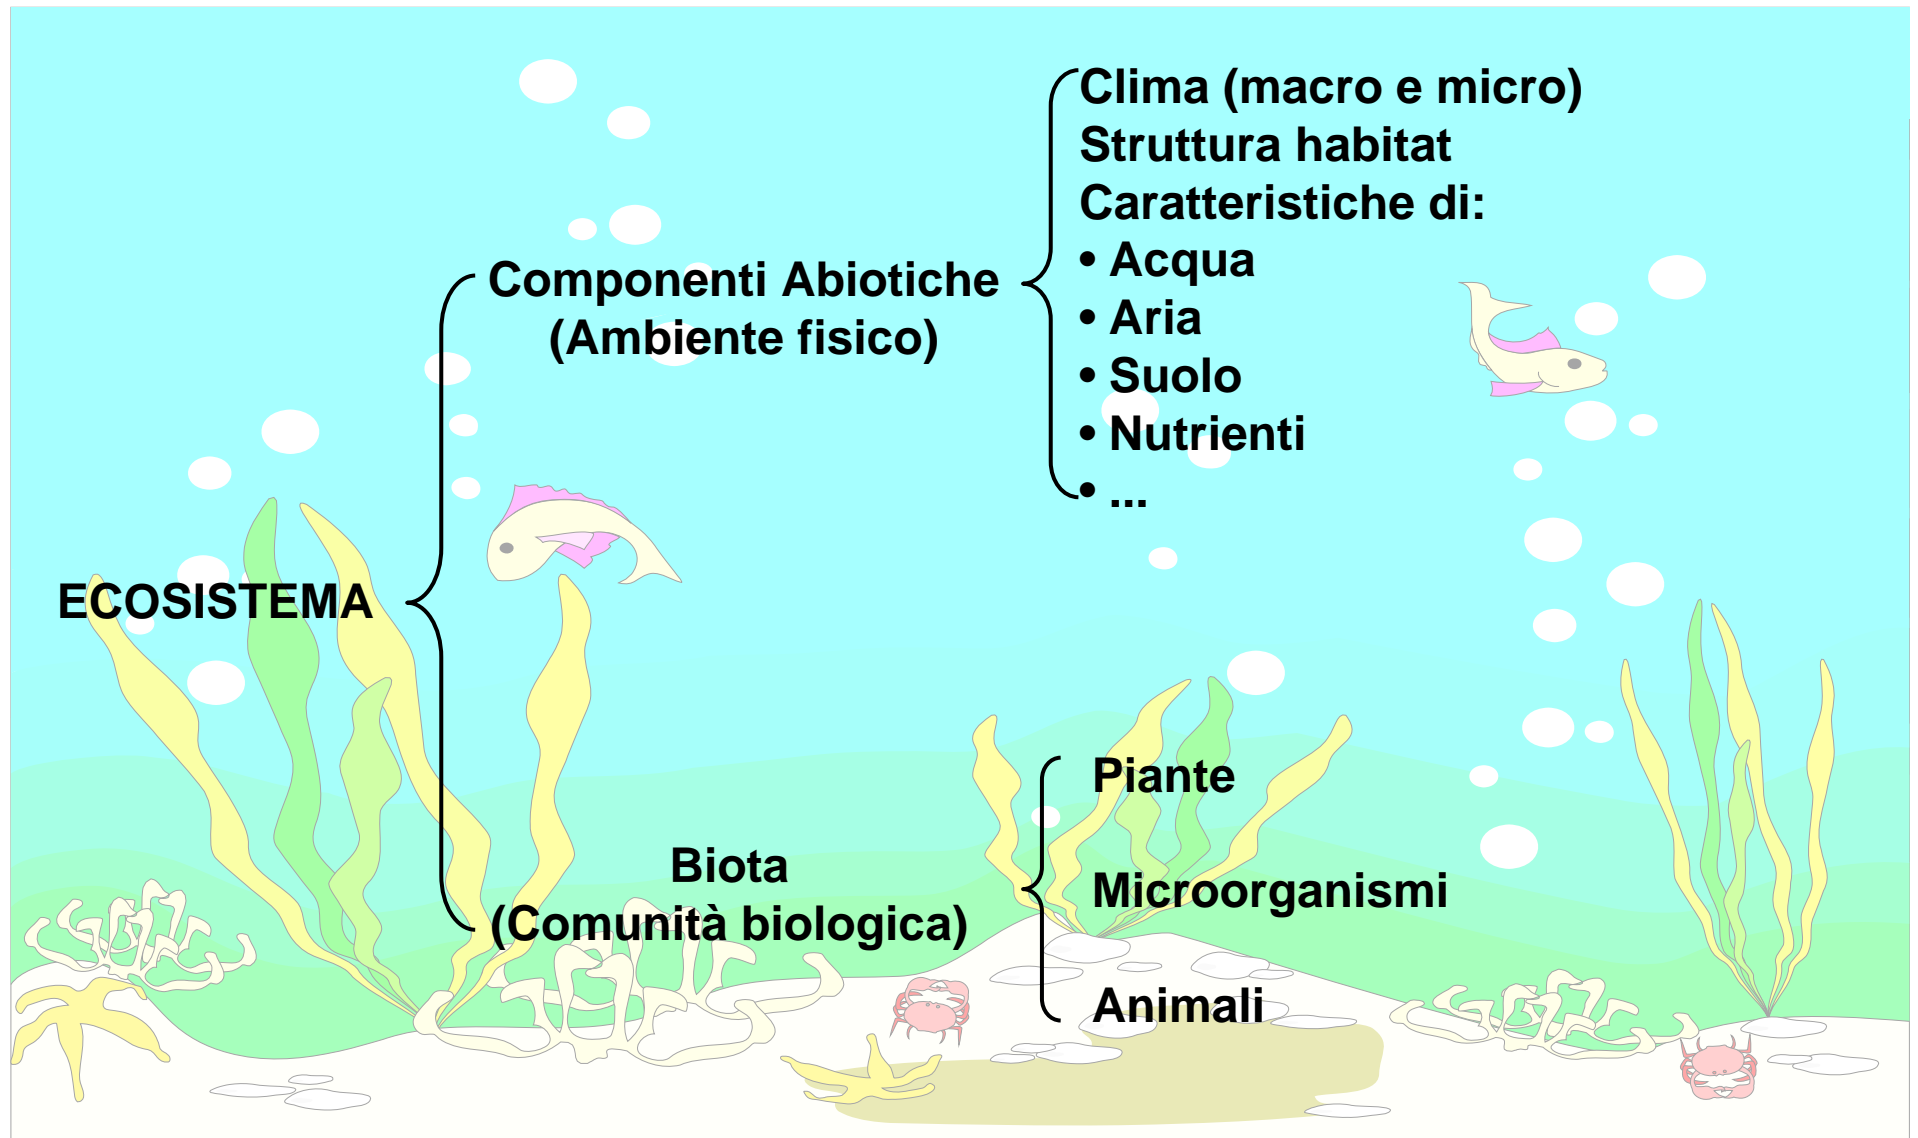 ECOSISTEMA
Componenti Abiotiche
(Ambiente fisico)
Clima (macro e micro)
Struttura habitat
Caratteristiche di:
• Acqua
• Aria
• Suolo
• Nutrienti
• ...
Biota
(Comunità biologica)
Piante
Microorganismi
Animali